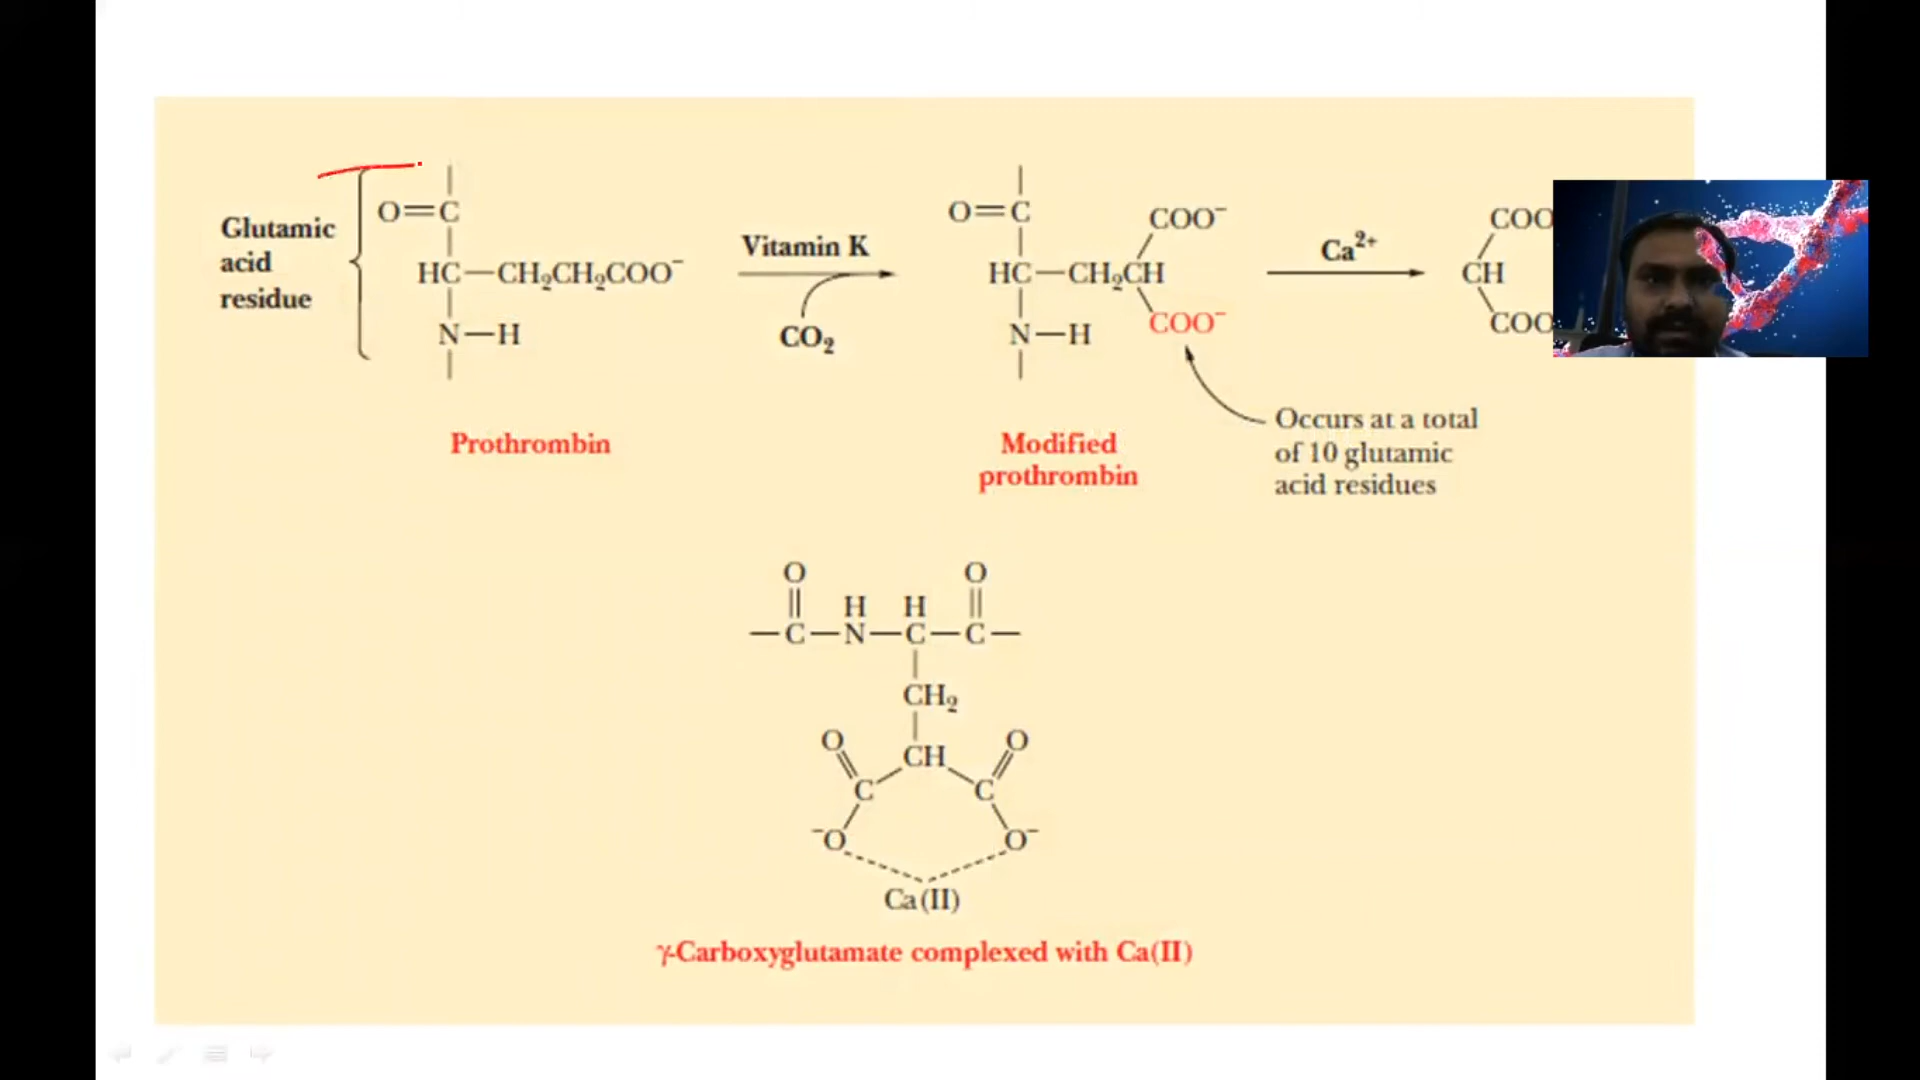 O=C
Glutamic
acid
residue
HC—CH₂CH₂COO⁻
N—H
Prothrombin
Vitamin K
CO₂
O=C
COO⁻
HC—CH₂CH
COO⁻
N—H
Modified
prothrombin
Ca²⁺
COO
CH
COO
Occurs at a total
of 10 glutamic
acid residues
O O
H H
—C—N—C—C—
CH₂
O CH O
C C
⁻O O⁻
Ca(II)
γ-Carboxyglutamate complexed with Ca(II)